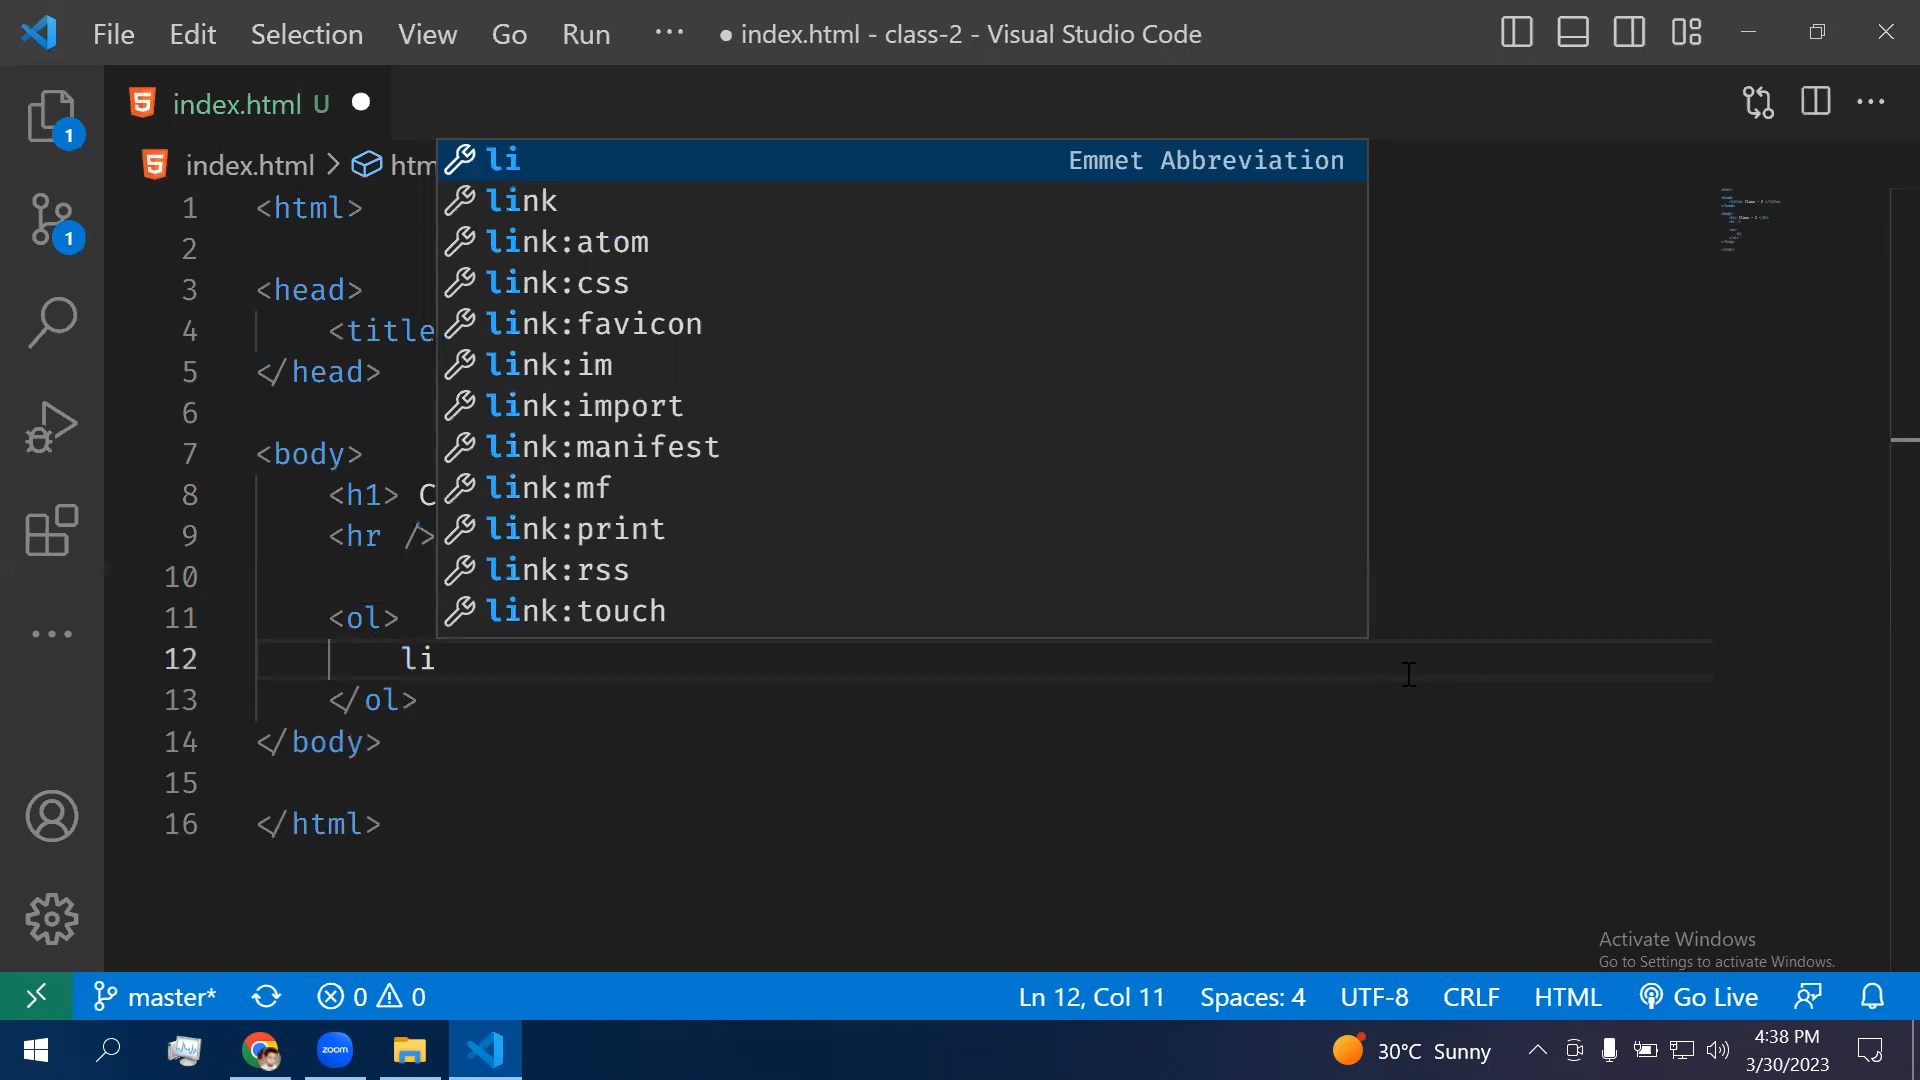 File Edit Selection View Go Run ··· ● index.html - class-2 - Visual Studio Code
index.html U
1
index.html > htm
li Emmet Abbreviation
link
link:atom
link:css
link:favicon
link:im
link:import
link:manifest
link:mf
link:print
link:rss
link:touch
1
1 <html>
2
3 <head>
4 <title
5 </head>
6
7 <body>
8 <h1> C
9 <hr />
10
11 <ol>
12 li
13 </ol>
14 </body>
15
16 </html>
Activate Windows
Go to Settings to activate Windows.
master* 0 0 Ln 12, Col 11 Spaces: 4 UTF-8 CRLF HTML Go Live
zoom
30°C Sunny
4:38 PM
3/30/2023